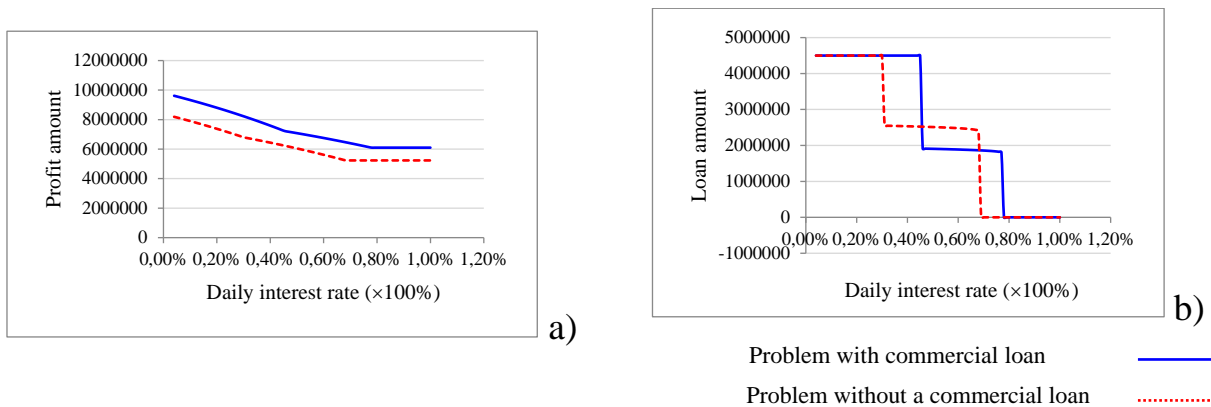 12000000
10000000
8000000
6000000
4000000
2000000
0
0,00% 0,20% 0,40% 0,60% 0,80% 1,00% 1,20%
Profit amount
Daily interest rate (×100%)
a)
5000000
4000000
3000000
2000000
1000000
0
-1000000
0,00% 0,20% 0,40% 0,60% 0,80% 1,00% 1,20%
Loan amount
Daily interest rate (×100%)
b)
Problem with commercial loan
Problem without a commercial loan